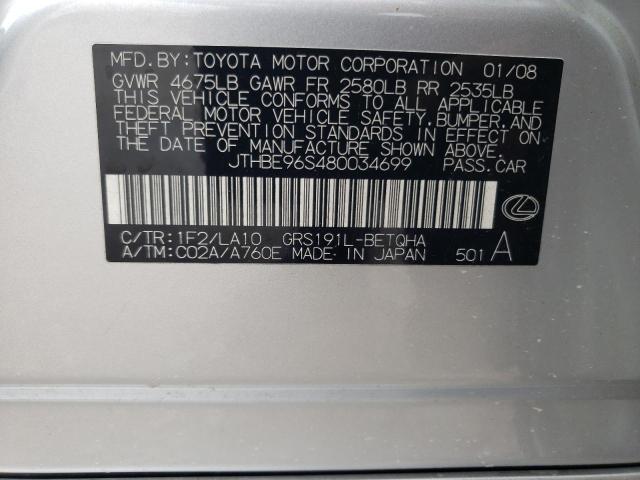 MFD.BY:TOYOTA MOTOR CORPORATION 01/08
GVWR 4675LB GAWR FR 2580LB RR 2535LB
THIS VEHICLE CONFORMS TO ALL APPLICABLE
FEDERAL MOTOR VEHICLE SAFETY,BUMPER,AND
THEFT PREVENTION STANDARDS IN EFFECT ON
THE DATE OF MANUFACTURE SHOWN ABOVE.
JTHBE96S480034699 PASS.CAR
C/TR:1F2/LA10 GRS191L-BETQHA
A/TM:C02A/A760E MADE IN JAPAN 501 A